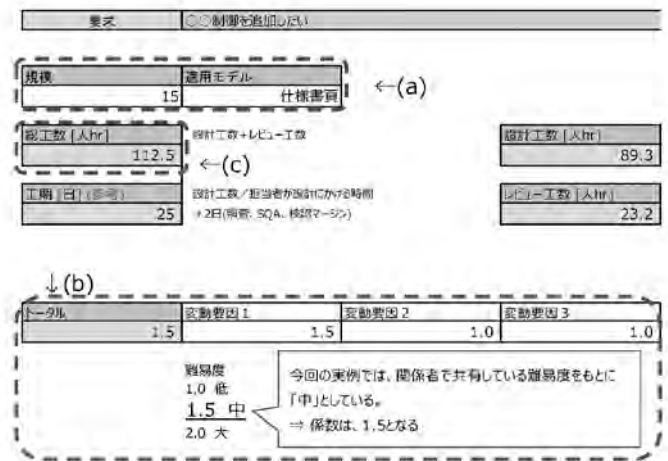 要求 ○○制御を追加したい
規模 適用モデル
15 仕様書頁
←(a)
総工数 [人hr] 設計工数+レビュー工数 設計工数 [人hr]
112.5 89.3
←(c)
工期 [日] (参考) 設計工数/担当者が設計にかける時間 レビュー工数 [人hr]
25 +2日( SQA、検認マージン) 23.2
↓(b)
トータル 変動要因1 変動要因2 変動要因3
1.5 1.5 1.0 1.0
難易度
1.0 低
1.5 中
2.0 大
今回の実例では、関係者で共有している難易度をもとに
「中」としている。
⇒ 係数は、1.5となる